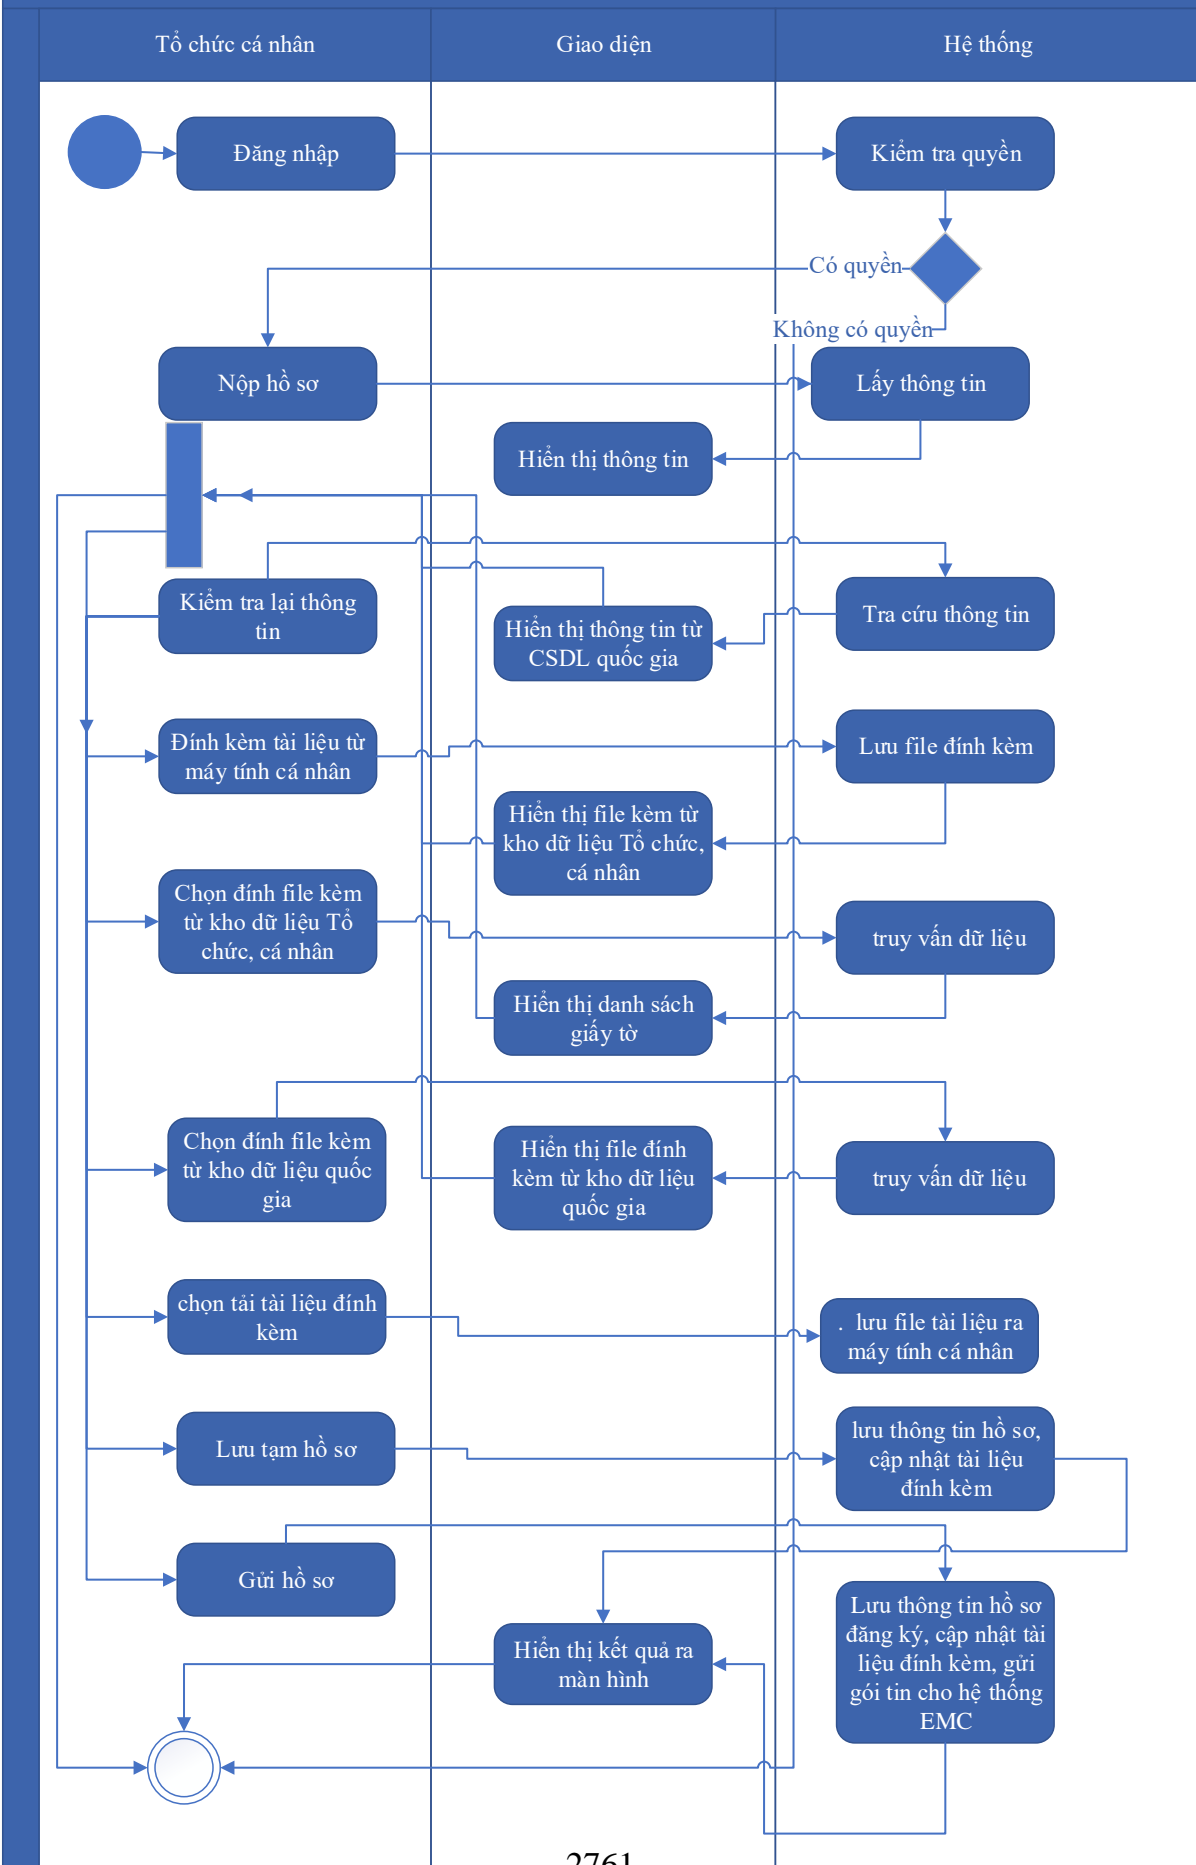 Tổ chức cá nhân
Giao diện
Hệ thống
Đăng nhập
Kiểm tra quyền
Có quyền
Không có quyền
Nộp hồ sơ
Lấy thông tin
Hiển thị thông tin
Kiểm tra lại thông
tin
Hiển thị thông tin từ
CSDL quốc gia
Tra cứu thông tin
Đính kèm tài liệu từ
máy tính cá nhân
Lưu file đính kèm
Hiển thị file kèm từ
kho dữ liệu Tổ chức,
cá nhân
Chọn đính file kèm
từ kho dữ liệu Tổ
chức, cá nhân
truy vấn dữ liệu
Hiển thị danh sách
giấy tờ
Chọn đính file kèm
từ kho dữ liệu quốc
gia
Hiển thị file đính
kèm từ kho dữ liệu
quốc gia
truy vấn dữ liệu
chọn tải tài liệu đính
kèm
. lưu file tài liệu ra
máy tính cá nhân
Lưu tạm hồ sơ
lưu thông tin hồ sơ,
cập nhật tài liệu
đính kèm
Gửi hồ sơ
Lưu thông tin hồ sơ
đăng ký, cập nhật tài
liệu đính kèm, gửi
gói tin cho hệ thống
EMC
Hiển thị kết quả ra
màn hình
2761